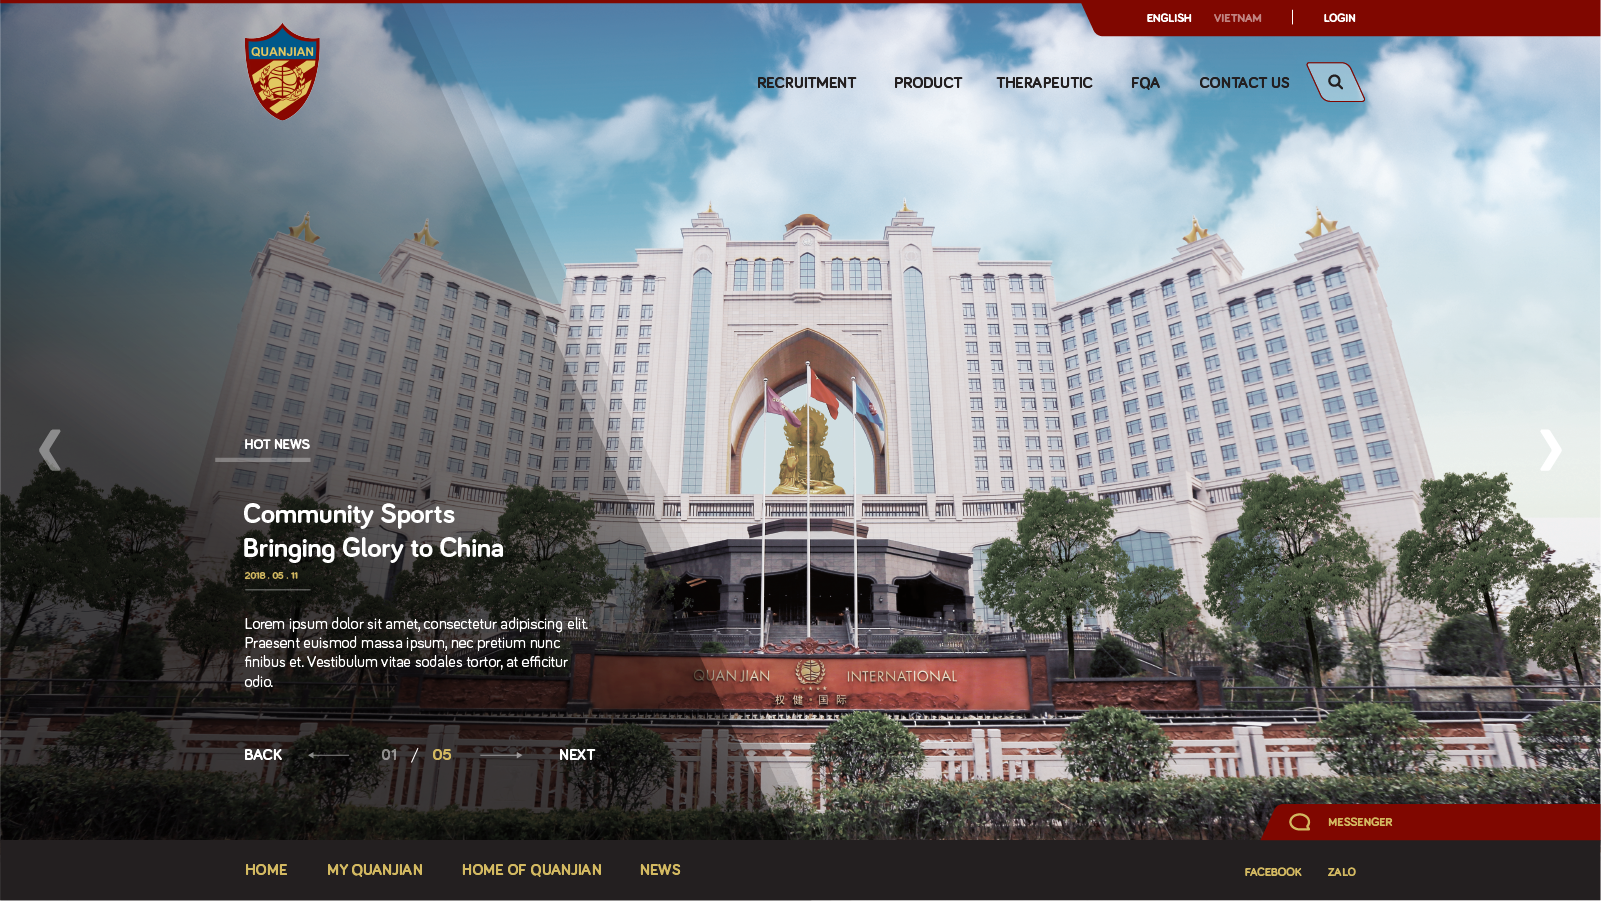 ENGLISH VIETNAM | LOGIN
QUANJIAN
RECRUITMENT PRODUCT THERAPEUTIC FQA CONTACT US
HOT NEWS
Community Sports
Bringing Glory to China
2018 . 05 . 11
Lorem ipsum dolor sit amet, consectetur adipiscing elit.
Praesent euismod massa ipsum, nec pretium nunc
finibus et. Vestibulum vitae sodales tortor, at efficitur
odio.
QUANJIAN INTERNATIONAL
权健·国际
BACK 01 / 05 NEXT
MESSENGER
HOME MY QUANJIAN HOME OF QUANJIAN NEWS
FACEBOOK ZALO